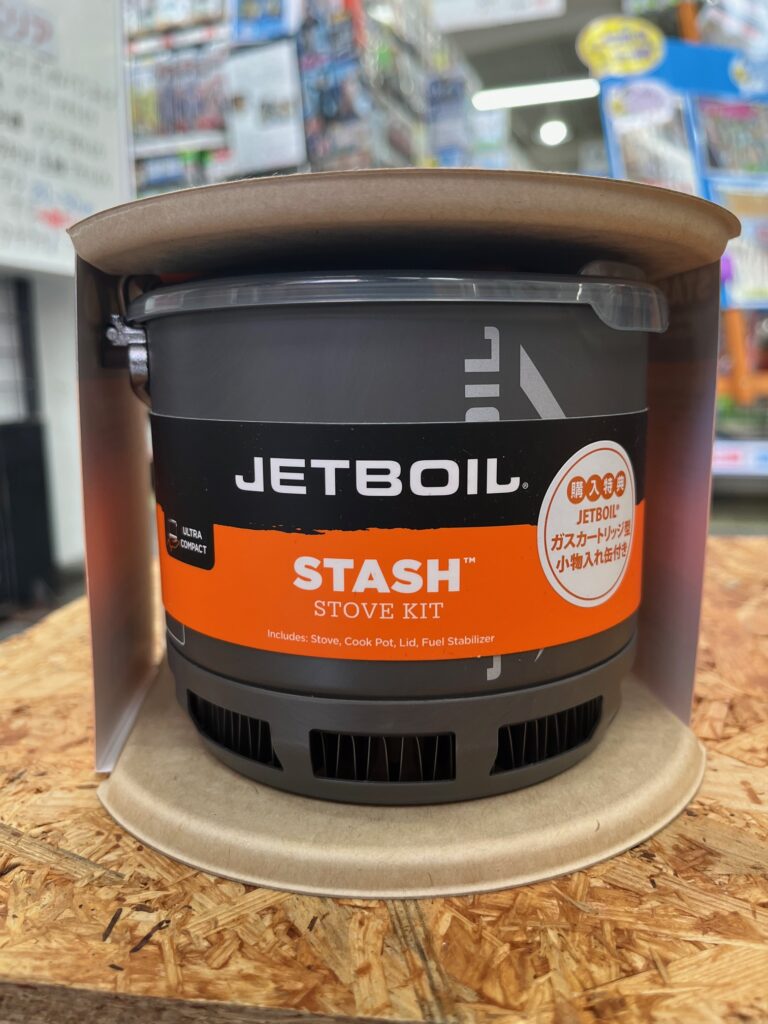 OIL
JETBOIL®
ULTRA
COMPACT
STASH™
STOVE KIT
Includes: Stove, Cook Pot, Lid, Fuel Stabilizer
購入特典
JETBOIL®
ガスカートリッジ型
小物入れ缶付き